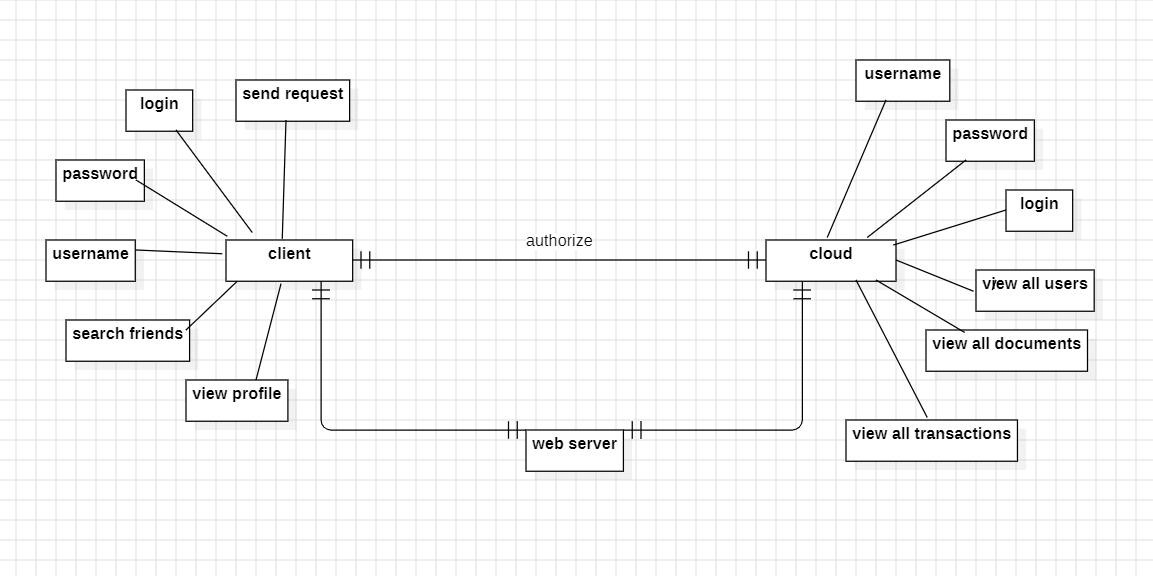 username
send request
login
password
password
login
authorize
username
client
cloud
view all users
search friends
view all documents
view profile
web server
view all transactions